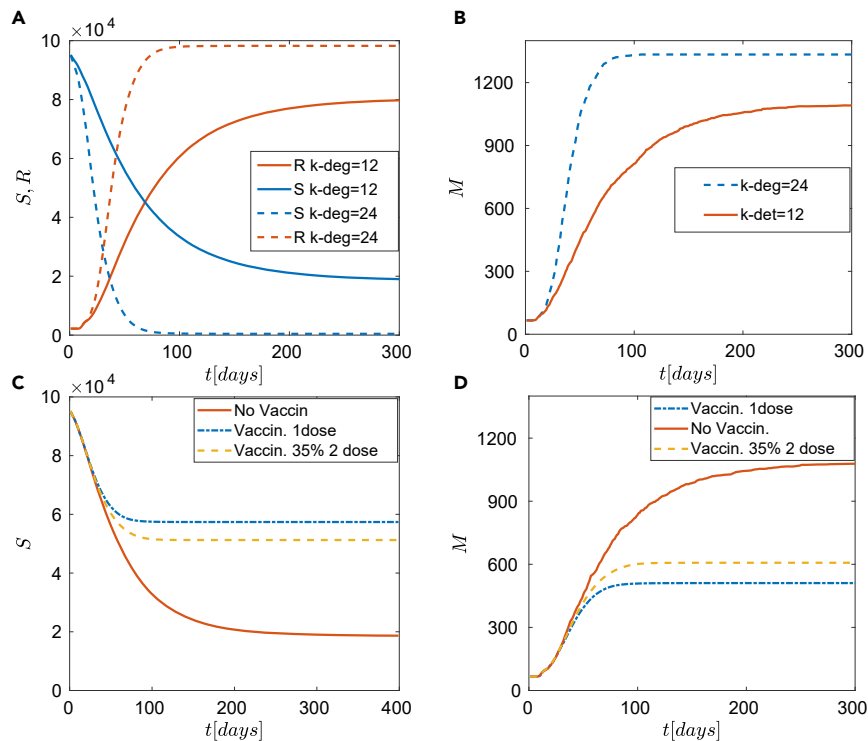 A
×10⁴
10
8
6
4
2
0
S, R
R k-deg=12
S k-deg=12
S k-deg=24
R k-deg=24
0
100
200
300
t[days]
B
1200
900
600
300
0
M
k-deg=24
k-det=12
0
100
200
300
t[days]
C
×10⁴
10
8
6
4
2
0
S
No Vaccin
Vaccin. 1dose
Vaccin. 35% 2 dose
0
100
200
300
400
t[days]
D
1200
900
600
300
0
M
Vaccin. 1dose
No Vaccin.
Vaccin. 35% 2 dose
0
50
100
150
200
250
300
t[days]